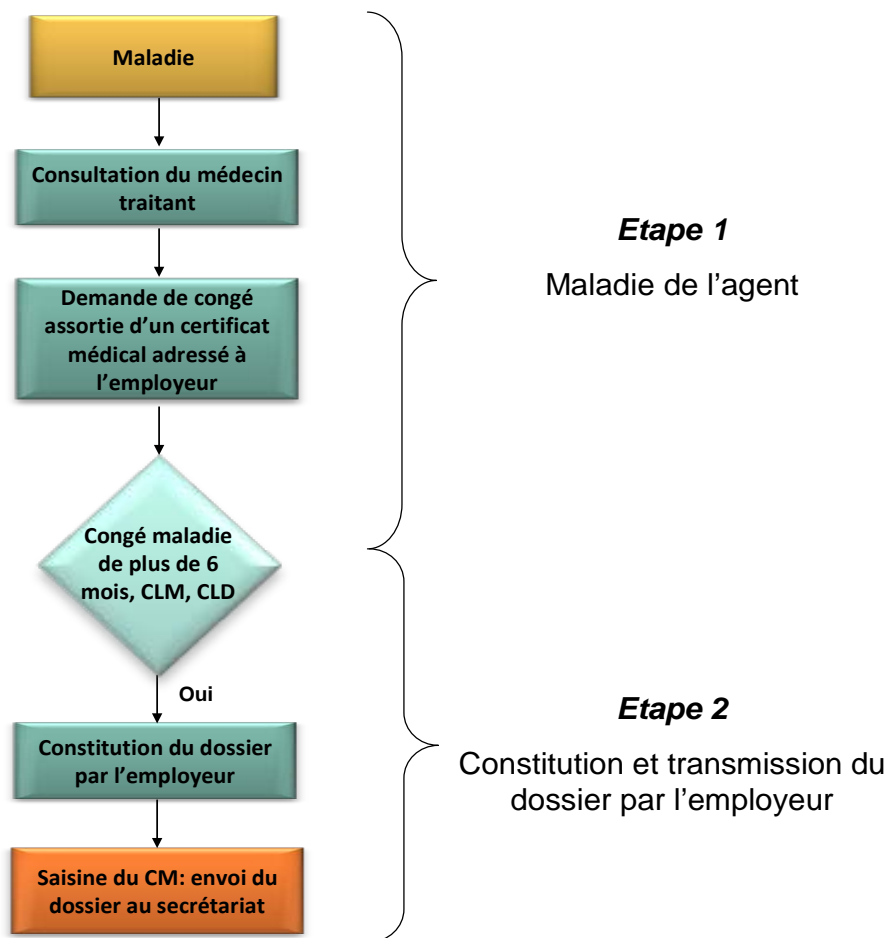 Maladie
Consultation du médecin
traitant
Demande de congé
assortie d’un certificat
médical adressé à
l’employeur
Etape 1
Maladie de l’agent
Congé maladie
de plus de 6
mois, CLM, CLD
Oui
Constitution du dossier
par l’employeur
Saisine du CM: envoi du
dossier au secrétariat
Etape 2
Constitution et transmission du
dossier par l’employeur